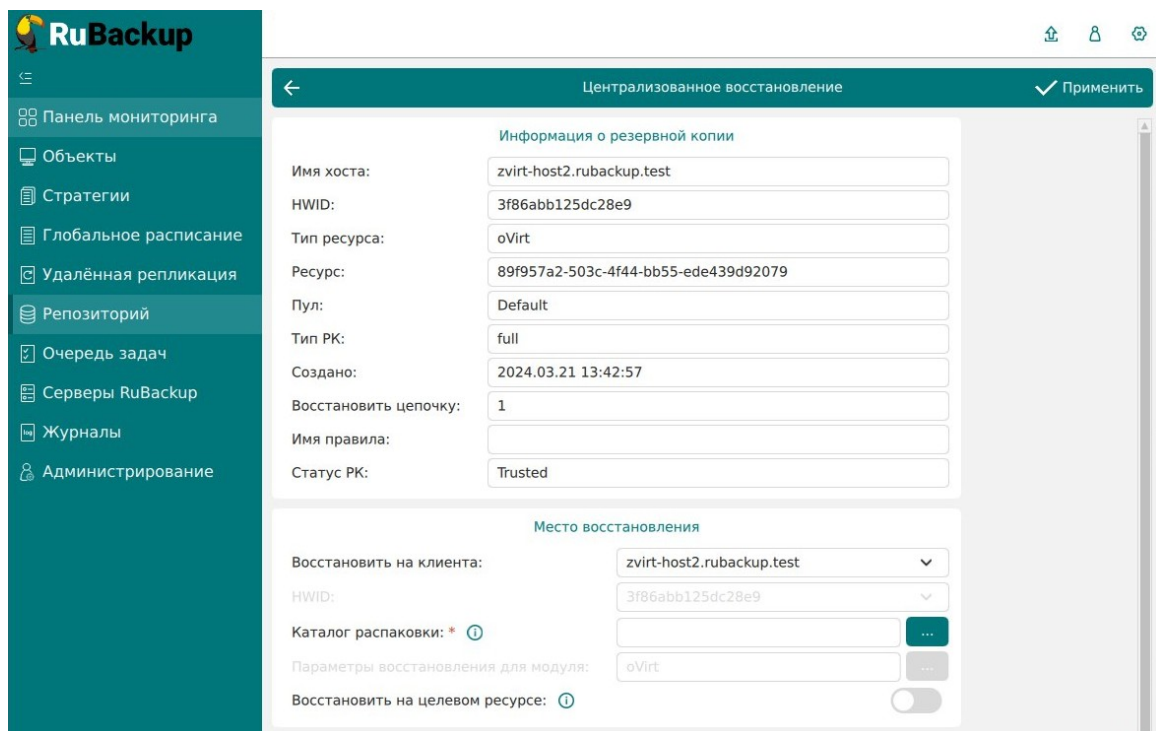 RuBackup
Панель мониторинга
Объекты
Стратегии
Глобальное расписание
Удалённая репликация
Репозиторий
Очередь задач
Серверы RuBackup
Журналы
Администрирование
Централизованное восстановление
Применить
Информация о резервной копии
Имя хоста: zvirt-host2.rubackup.test
HWID: 3f86abb125dc28e9
Тип ресурса: oVirt
Ресурс: 89f957a2-503c-4f44-bb55-ede439d92079
Пул: Default
Тип РК: full
Создано: 2024.03.21 13:42:57
Восстановить цепочку: 1
Имя правила:
Статус РК: Trusted
Место восстановления
Восстановить на клиента: zvirt-host2.rubackup.test
HWID: 3f86abb125dc28e9
Каталог распаковки: * ...
Параметры восстановления для модуля: oVirt ...
Восстановить на целевом ресурсе: